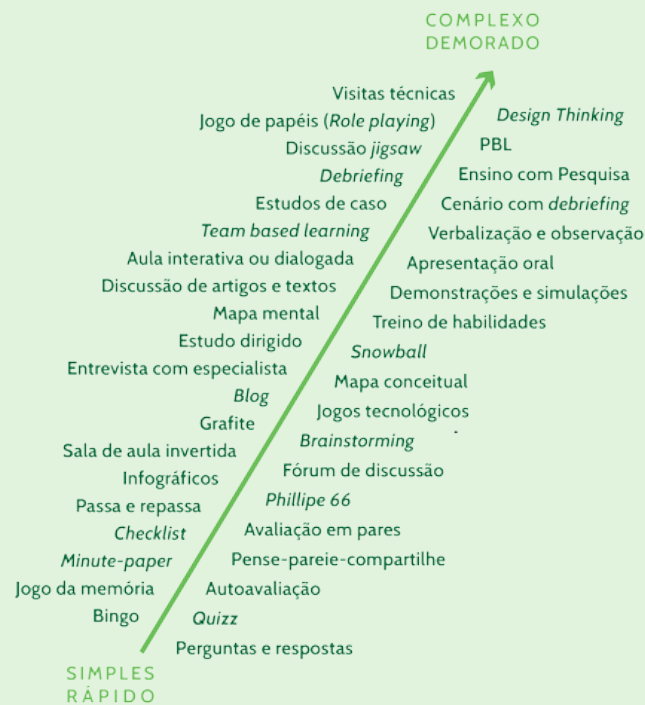 COMPLEXO
DEMORADO
Visitas técnicas
Jogo de papéis (Role playing)
Discussão jigsaw
Debriefing
Estudos de caso
Team based learning
Aula interativa ou dialogada
Discussão de artigos e textos
Mapa mental
Estudo dirigido
Entrevista com especialista
Blog
Grafite
Sala de aula invertida
Infográficos
Passa e repassa
Checklist
Minute-paper
Jogo da memória
Bingo
Design Thinking
PBL
Ensino com Pesquisa
Cenário com debriefing
Verbalização e observação
Apresentação oral
Demonstrações e simulações
Treino de habilidades
Snowball
Mapa conceitual
Jogos tecnológicos
Brainstorming
Fórum de discussão
Phillipe 66
Avaliação em pares
Pense-pareie-compartilhe
Autoavaliação
Quizz
Perguntas e respostas
SIMPLES
RÁPIDO